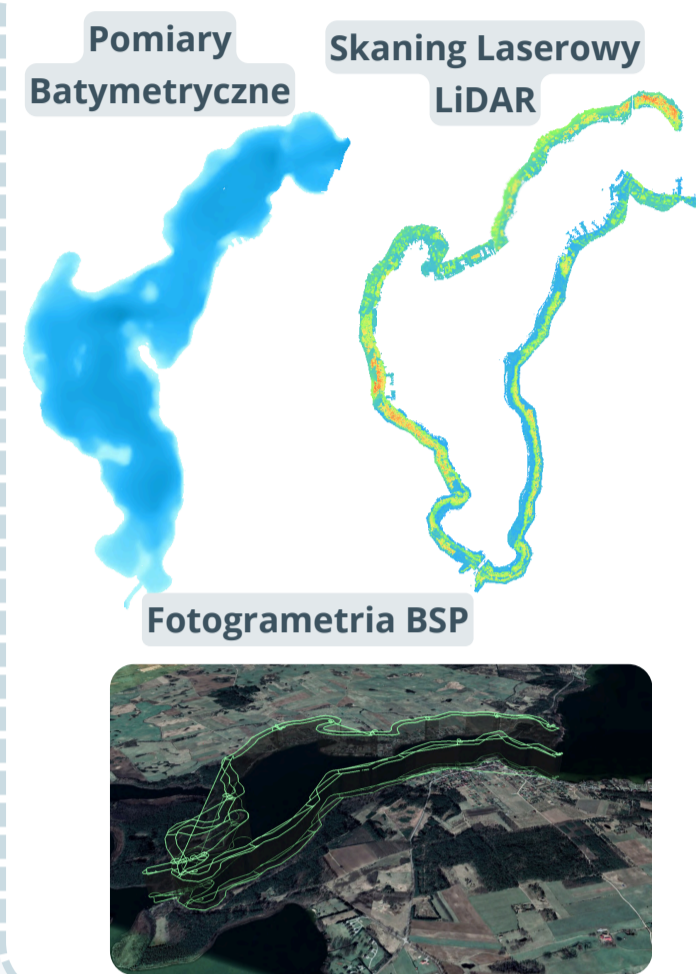 Pomiary
Batymetryczne
Skaning Laserowy
LiDAR
Fotogrametria BSP